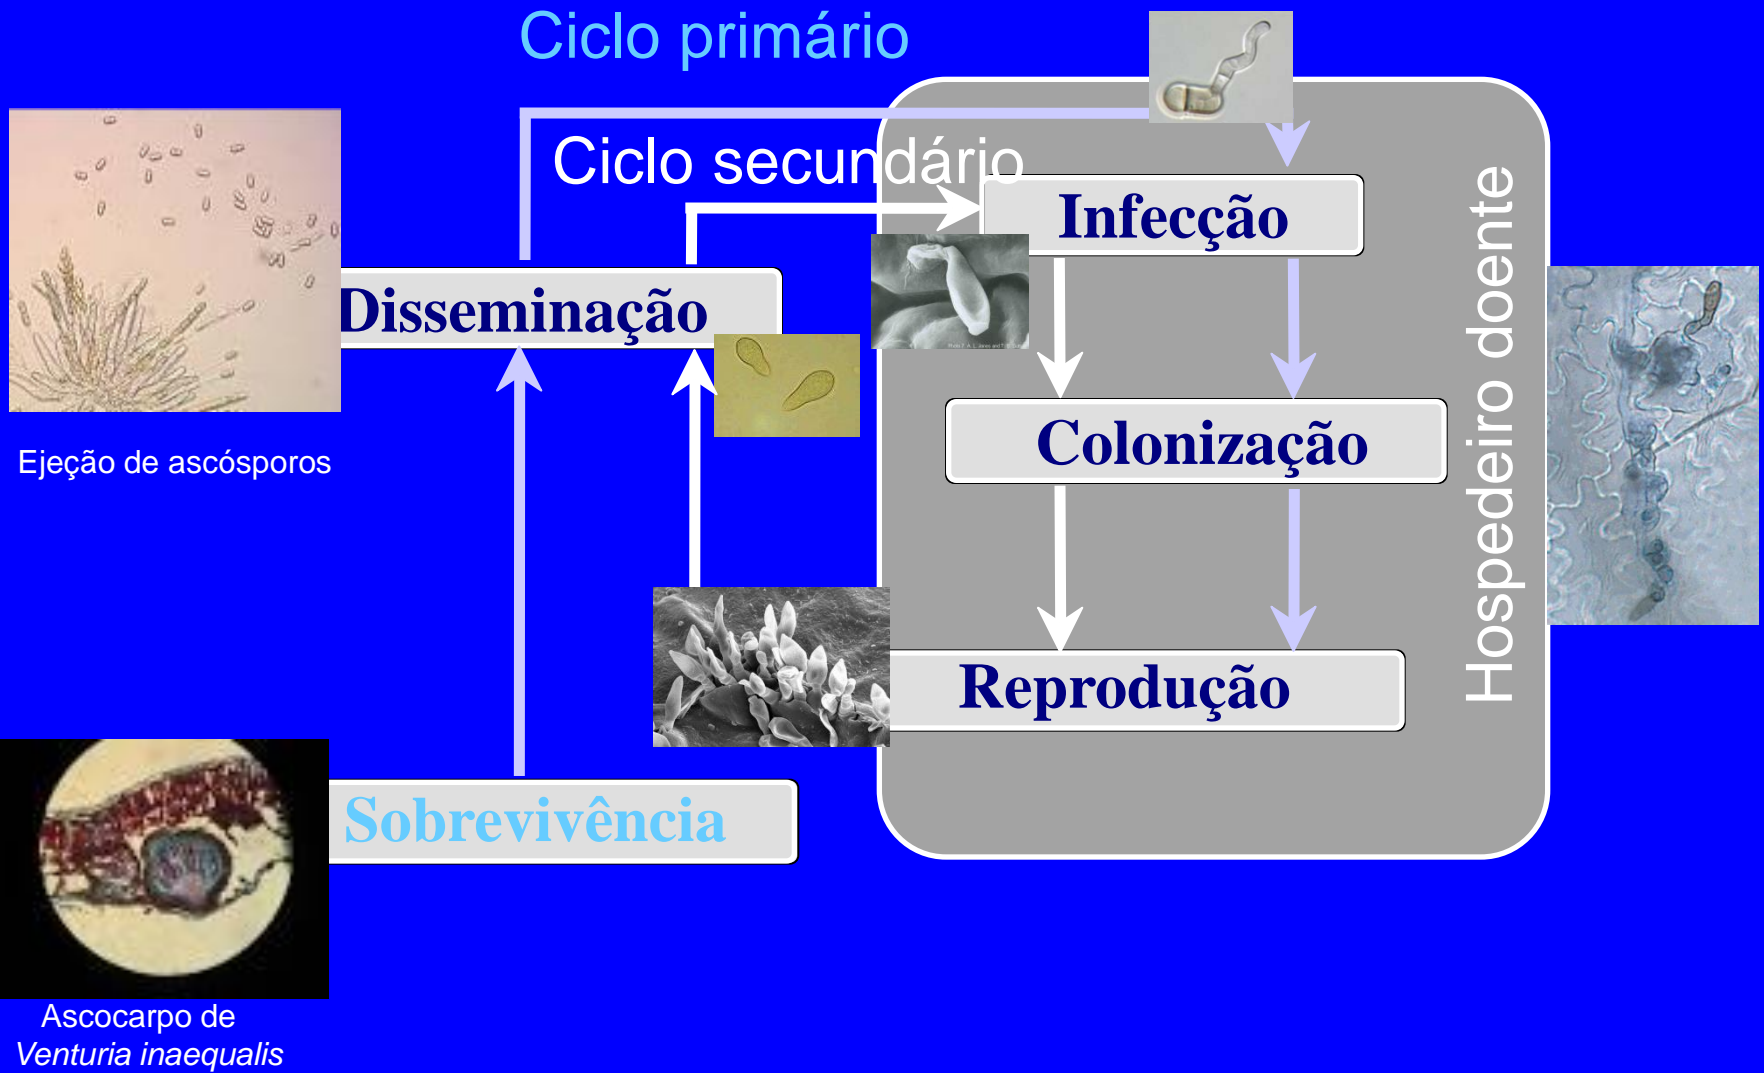 Ciclo primário
Ciclo secundário
Infecção
Disseminação
Ejeção de ascósporos
Colonização
Hospedeiro doente
Reprodução
Sobrevivência
Ascocarpo de
Venturia inaequalis